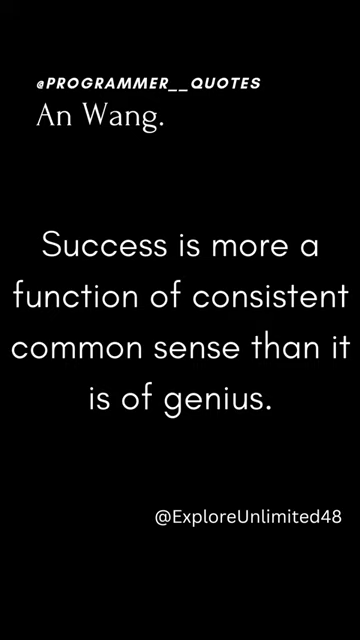 @PROGRAMMER__QUOTES
An Wang.
Success is more a
function of consistent
common sense than it
is of genius.
@ExploreUnlimited48